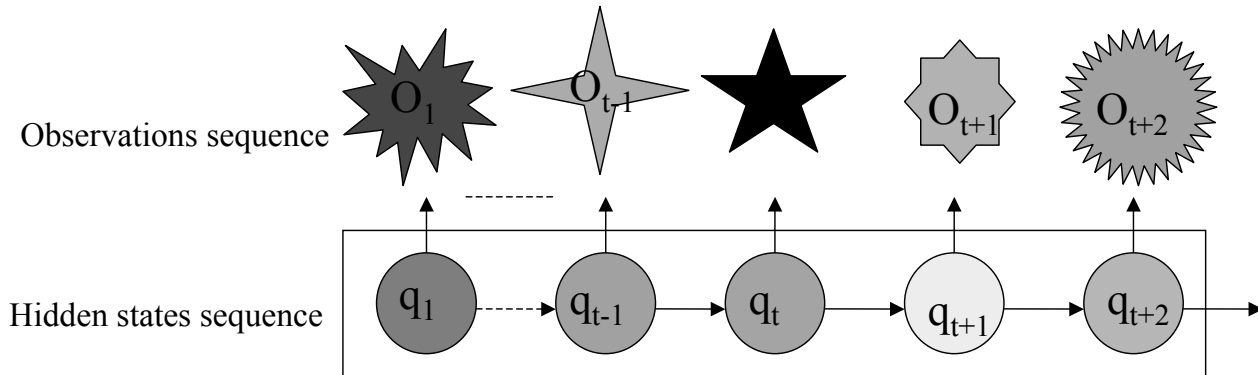 O₁ Oₜ₋₁ Oₜ₊₁ Oₜ₊₂
Observations sequence
Hidden states sequence
q₁ qₜ₋₁ qₜ qₜ₊₁ qₜ₊₂